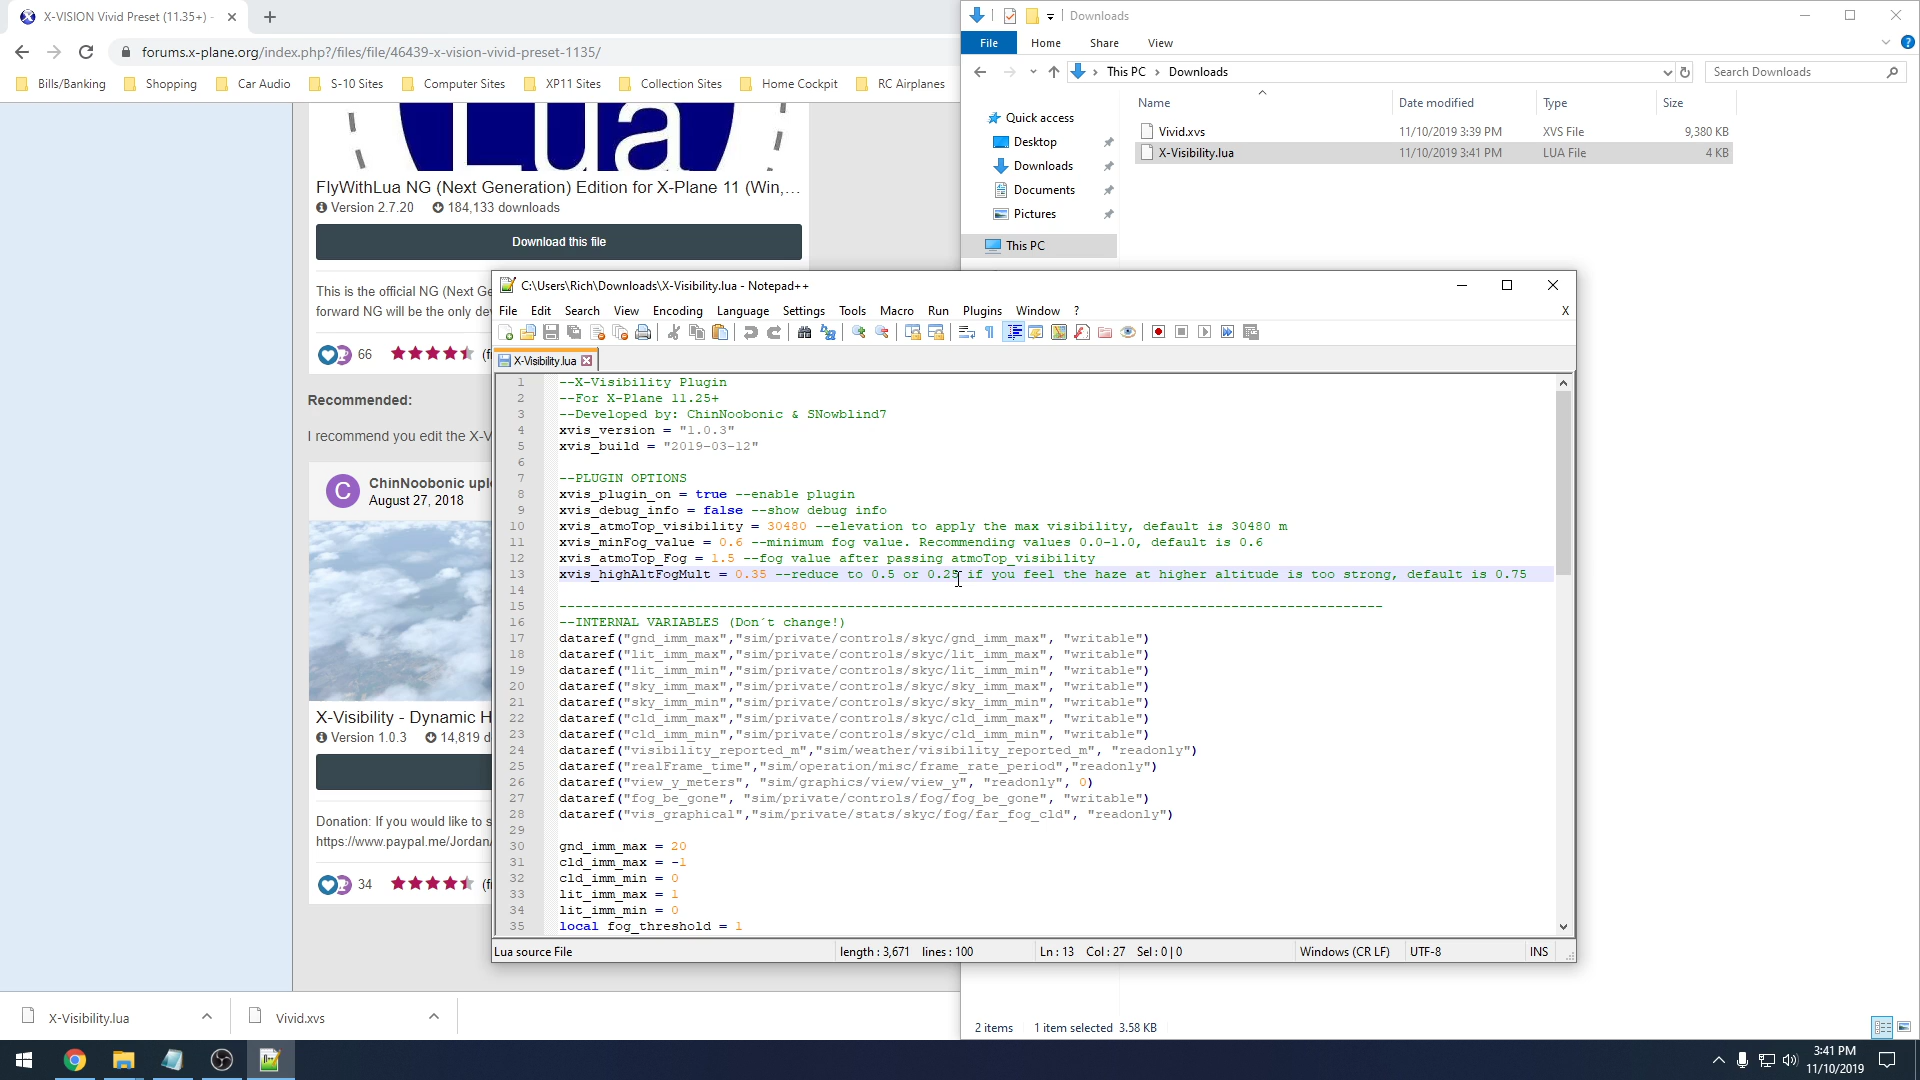 X-VISION Vivid Preset (11.35+) -
forums.x-plane.org/index.php?/files/file/46439-x-vision-vivid-preset-1135/
Bills/Banking Shopping Car Audio S-10 Sites Computer Sites XP11 Sites Collection Sites Home Cockpit RC Airplanes
Lua
FlyWithLua NG (Next Generation) Edition for X-Plane 11 (Win,...
Version 2.7.20 184,133 downloads
Download this file
This is the official NG (Next Ge
forward NG will be the only de
66
Recommended:
I recommend you edit the X-V
C
ChinNoobonic upl
August 27, 2018
X-Visibility - Dynamic H
Version 1.0.3 14,819 d
Donation: If you would like to s
https://www.paypal.me/Jordan
34
X-Visibility.lua
Vivid.xvs
Downloads
File Home Share View
This PC > Downloads
Search Downloads
Name Date modified Type Size
Quick access
Desktop
Downloads
Documents
Pictures
This PC
Vivid.xvs 11/10/2019 3:39 PM XVS File 9,380 KB
X-Visibility.lua 11/10/2019 3:41 PM LUA File 4 KB
2 items 1 item selected 3.58 KB
C:\Users\Rich\Downloads\X-Visibility.lua - Notepad++
File Edit Search View Encoding Language Settings Tools Macro Run Plugins Window ? X
X-Visibility.lua
1 --X-Visibility Plugin
2 --For X-Plane 11.25+
3 --Developed by: ChinNoobonic & SNowblind7
4 xvis_version = "1.0.3"
5 xvis_build = "2019-03-12"
6
7 --PLUGIN OPTIONS
8 xvis_plugin_on = true --enable plugin
9 xvis_debug_info = false --show debug info
10 xvis_atmoTop_visibility = 30480 --elevation to apply the max visibility, default is 30480 m
11 xvis_minFog_value = 0.6 --minimum fog value. Recommending values 0.0-1.0, default is 0.6
12 xvis_atmoTop_Fog = 1.5 --fog value after passing atmoTop_visibility
13 xvis_highAltFogMult = 0.35 --reduce to 0.5 or 0.25 if you feel the haze at higher altitude is too strong, default is 0.75
14
15 -------------------------------------------------------------------------------------------------------
16 --INTERNAL VARIABLES (Don´t change!)
17 dataref("gnd_imm_max","sim/private/controls/skyc/gnd_imm_max", "writable")
18 dataref("lit_imm_max","sim/private/controls/skyc/lit_imm_max", "writable")
19 dataref("lit_imm_min","sim/private/controls/skyc/lit_imm_min", "writable")
20 dataref("sky_imm_max","sim/private/controls/skyc/sky_imm_max", "writable")
21 dataref("sky_imm_min","sim/private/controls/skyc/sky_imm_min", "writable")
22 dataref("cld_imm_max","sim/private/controls/skyc/cld_imm_max", "writable")
23 dataref("cld_imm_min","sim/private/controls/skyc/cld_imm_min", "writable")
24 dataref("visibility_reported_m","sim/weather/visibility_reported_m", "readonly")
25 dataref("realFrame_time","sim/operation/misc/frame_rate_period","readonly")
26 dataref("view_y_meters", "sim/graphics/view/view_y", "readonly", 0)
27 dataref("fog_be_gone", "sim/private/controls/fog/fog_be_gone", "writable")
28 dataref("vis_graphical","sim/private/stats/skyc/fog/far_fog_cld", "readonly")
29
30 gnd_imm_max = 20
31 cld_imm_max = -1
32 cld_imm_min = 0
33 lit_imm_max = 1
34 lit_imm_min = 0
35 local fog_threshold = 1
Lua source File length : 3,671 lines : 100 Ln : 13 Col : 27 Sel : 0 | 0 Windows (CR LF) UTF-8 INS
3:41 PM
11/10/2019